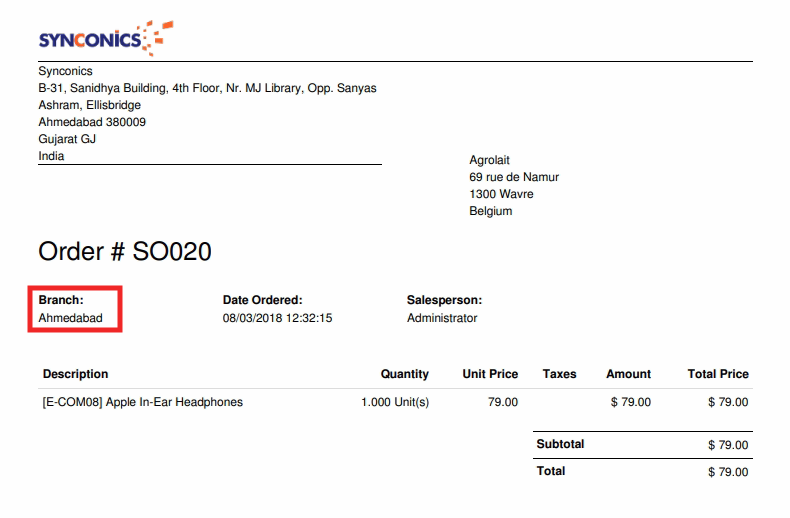 SYNCONICS
Synconics
B-31, Sanidhya Building, 4th Floor, Nr. MJ Library, Opp. Sanyas
Ashram, Ellisbridge
Ahmedabad 380009
Gujarat GJ
India
Agrolait
69 rue de Namur
1300 Wavre
Belgium
Order # SO020
Branch: Date Ordered: Salesperson:
Ahmedabad 08/03/2018 12:32:15 Administrator
Description Quantity Unit Price Taxes Amount Total Price
[E-COM08] Apple In-Ear Headphones 1.000 Unit(s) 79.00 $ 79.00 $ 79.00
Subtotal $ 79.00
Total $ 79.00